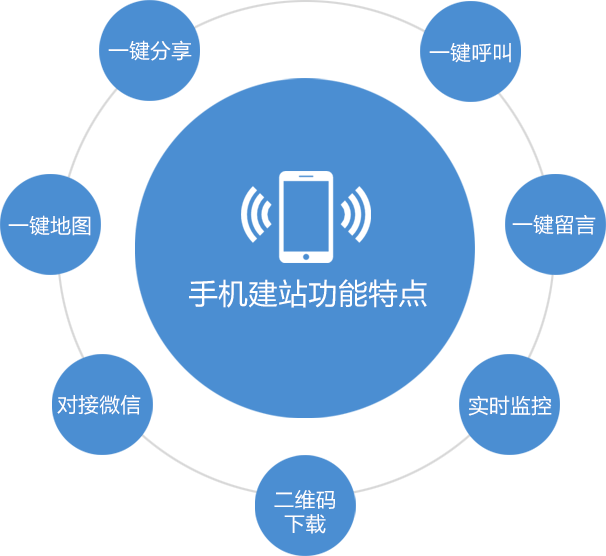 一键分享
一键呼叫
一键地图
一键留言
手机建站功能特点
对接微信
实时监控
二维码
下载